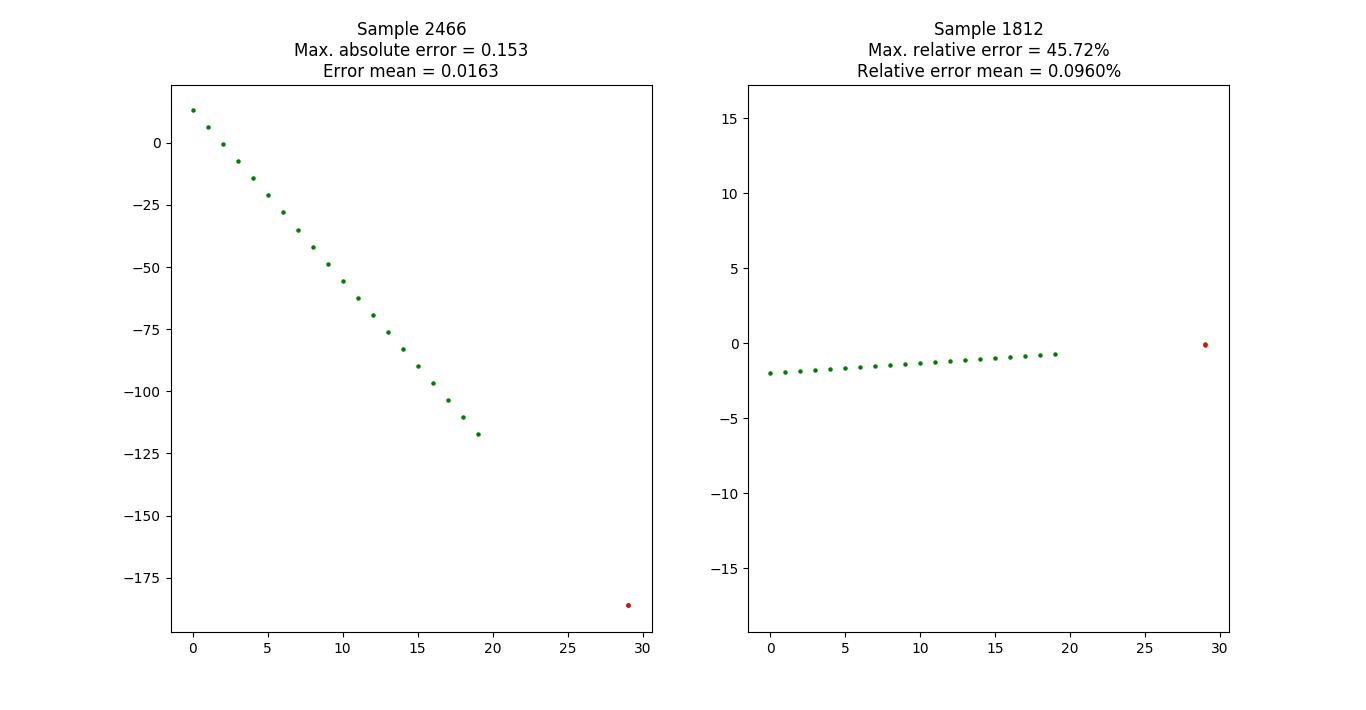 Sample 2466
Max. absolute error = 0.153
Error mean = 0.0163
0
−25
−50
−75
−100
−125
−150
−175
0 5 10 15 20 25 30
Sample 1812
Max. relative error = 45.72%
Relative error mean = 0.0960%
15
10
5
0
−5
−10
−15
0 5 10 15 20 25 30